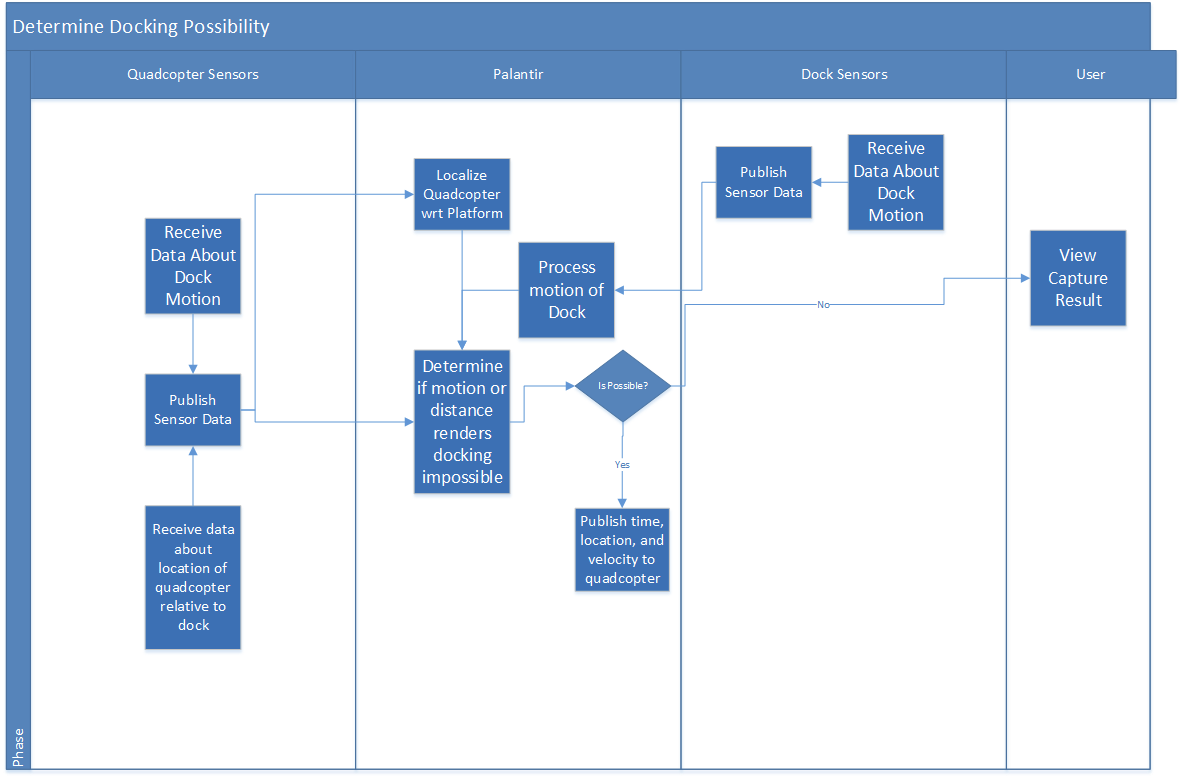 Determine Docking Possibility
Quadcopter Sensors
Palantir
Dock Sensors
User
Phase
Receive
Data About
Dock
Motion
Publish
Sensor Data
Receive data
about
location of
quadcopter
relative to
dock
Localize
Quadcopter
wrt Platform
Process
motion of
Dock
Determine
if motion or
distance
renders
docking
impossible
Is Possible?
Yes
No
Publish time,
location, and
velocity to
quadcopter
Publish
Sensor Data
Receive
Data About
Dock
Motion
View
Capture
Result